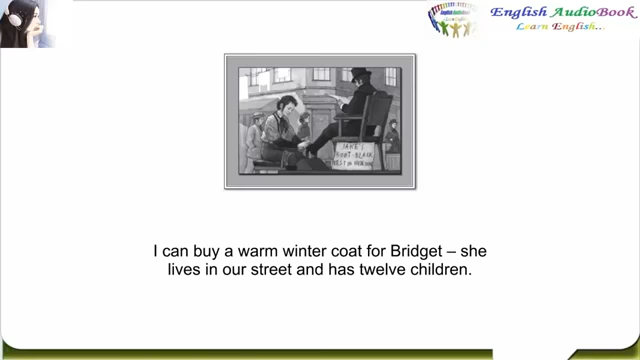 English AudioBook
Learn English...
I can buy a warm winter coat for Bridget – she
lives in our street and has twelve children.